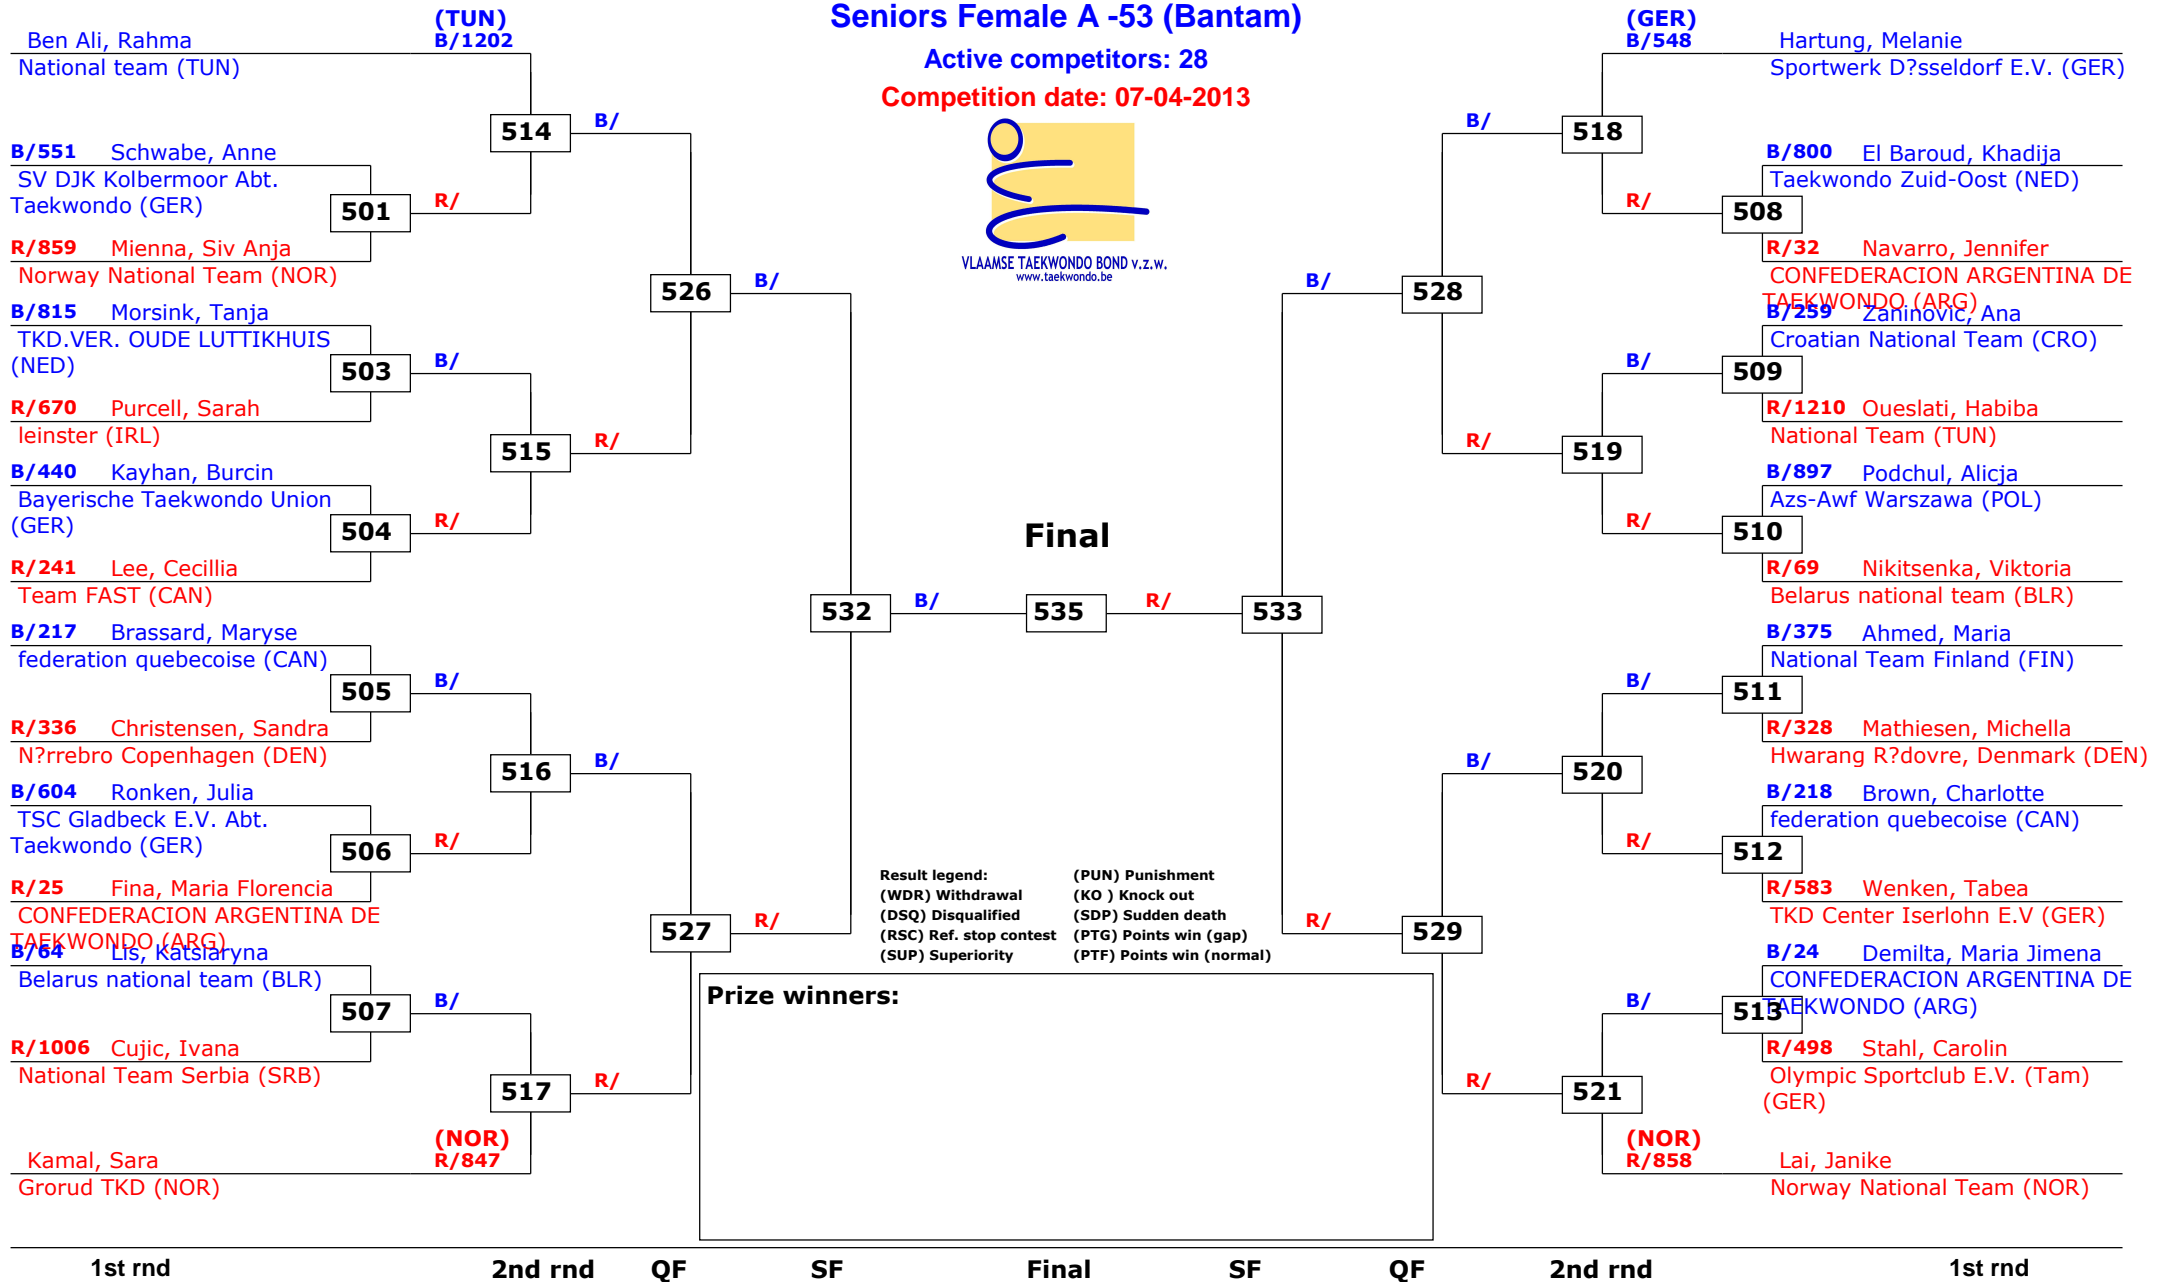 Seniors Female A -53 (Bantam)
Active competitors: 28
Competition date: 07-04-2013
VLAAMSE TAEKWONDO BOND v.z.w.
www.taekwondo.be
(TUN)
Ben Ali, Rahma B/1202
National team (TUN)
514
B/
B/551 Schwabe, Anne
SV DJK Kolbermoor Abt.
Taekwondo (GER)
501
R/
R/859 Mienna, Siv Anja
Norway National Team (NOR)
526
B/
B/815 Morsink, Tanja
TKD.VER. OUDE LUTTIKHUIS
(NED)
503
B/
R/670 Purcell, Sarah
leinster (IRL)
515
R/
B/440 Kayhan, Burcin
Bayerische Taekwondo Union
(GER)
504
R/
R/241 Lee, Cecillia
Team FAST (CAN)
532
B/
B/217 Brassard, Maryse
federation quebecoise (CAN)
505
B/
R/336 Christensen, Sandra
N?rrebro Copenhagen (DEN)
516
B/
B/604 Ronken, Julia
TSC Gladbeck E.V. Abt.
Taekwondo (GER)
506
R/
R/25 Fina, Maria Florencia
CONFEDERACION ARGENTINA DE
TAEKWONDO (ARG)
527
R/
B/64 Lis, Katsiaryna
Belarus national team (BLR)
507
B/
R/1006 Cujic, Ivana
National Team Serbia (SRB)
517
R/
(NOR)
Kamal, Sara R/847
Grorud TKD (NOR)
Final
535
R/
533
(GER)
B/548 Hartung, Melanie
Sportwerk D?sseldorf E.V. (GER)
B/
518
B/800 El Baroud, Khadija
Taekwondo Zuid-Oost (NED)
R/
508
R/32 Navarro, Jennifer
CONFEDERACION ARGENTINA DE
TAEKWONDO (ARG)
B/
528
B/259 Zaninovic, Ana
Croatian National Team (CRO)
B/
509
R/1210 Oueslati, Habiba
National Team (TUN)
R/
519
B/897 Podchul, Alicja
Azs-Awf Warszawa (POL)
R/
510
R/69 Nikitsenka, Viktoria
Belarus national team (BLR)
B/375 Ahmed, Maria
National Team Finland (FIN)
B/
511
R/328 Mathiesen, Michella
Hwarang R?dovre, Denmark (DEN)
B/
520
B/218 Brown, Charlotte
federation quebecoise (CAN)
R/
512
R/583 Wenken, Tabea
TKD Center Iserlohn E.V (GER)
R/
529
B/24 Demilta, Maria Jimena
CONFEDERACION ARGENTINA DE
TAEKWONDO (ARG)
B/
513
R/498 Stahl, Carolin
Olympic Sportclub E.V. (Tam)
(GER)
R/
521
(NOR)
R/858 Lai, Janike
Norway National Team (NOR)
Result legend: (PUN) Punishment
(WDR) Withdrawal (KO ) Knock out
(DSQ) Disqualified (SDP) Sudden death
(RSC) Ref. stop contest (PTG) Points win (gap)
(SUP) Superiority (PTF) Points win (normal)
Prize winners:
1st rnd 2nd rnd QF SF Final SF QF 2nd rnd 1st rnd